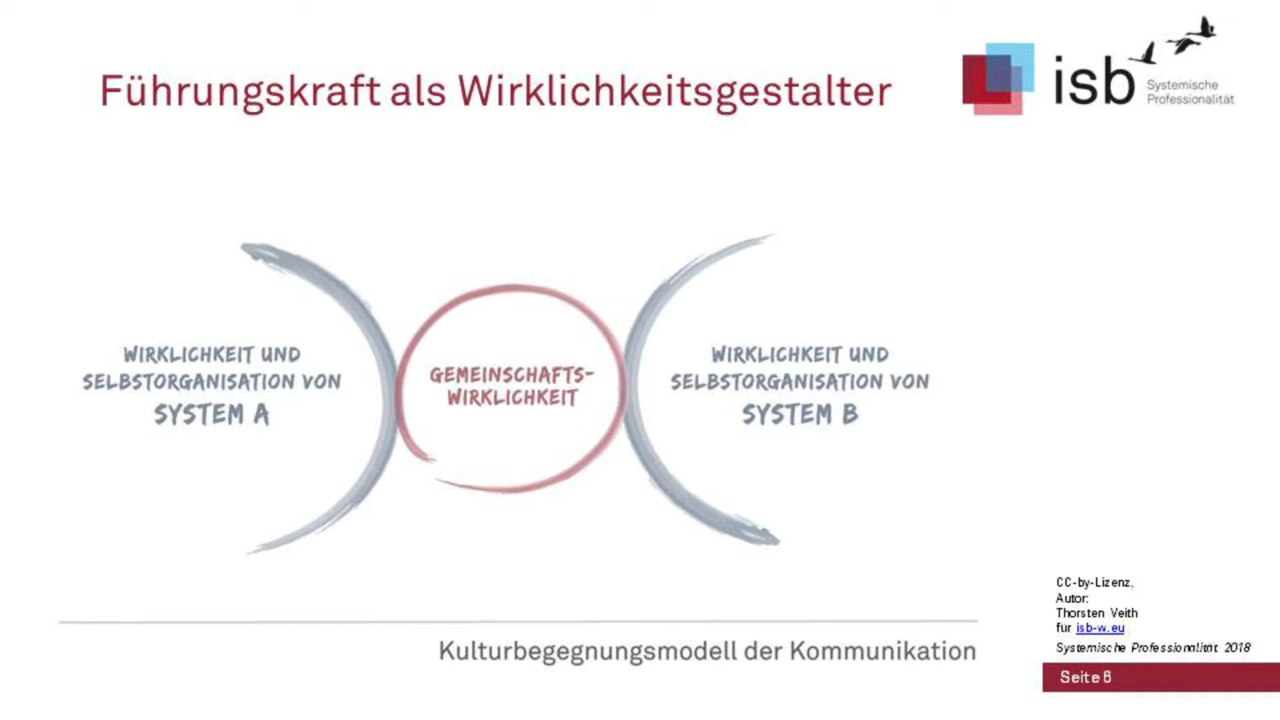 Führungskraft als Wirklichkeitsgestalter
isb
Systemische
Professionalität
WIRKLICHKEIT UND
SELBSTORGANISATION VON
SYSTEM A
GEMEINSCHAFTS-
WIRKLICHKEIT
WIRKLICHKEIT UND
SELBSTORGANISATION VON
SYSTEM B
Kulturbegegnungsmodell der Kommunikation
CC-by-Lizenz,
Autor:
Thorsten Veith
für isb-w.eu
Systemische Professionalität 2018
Seite 6